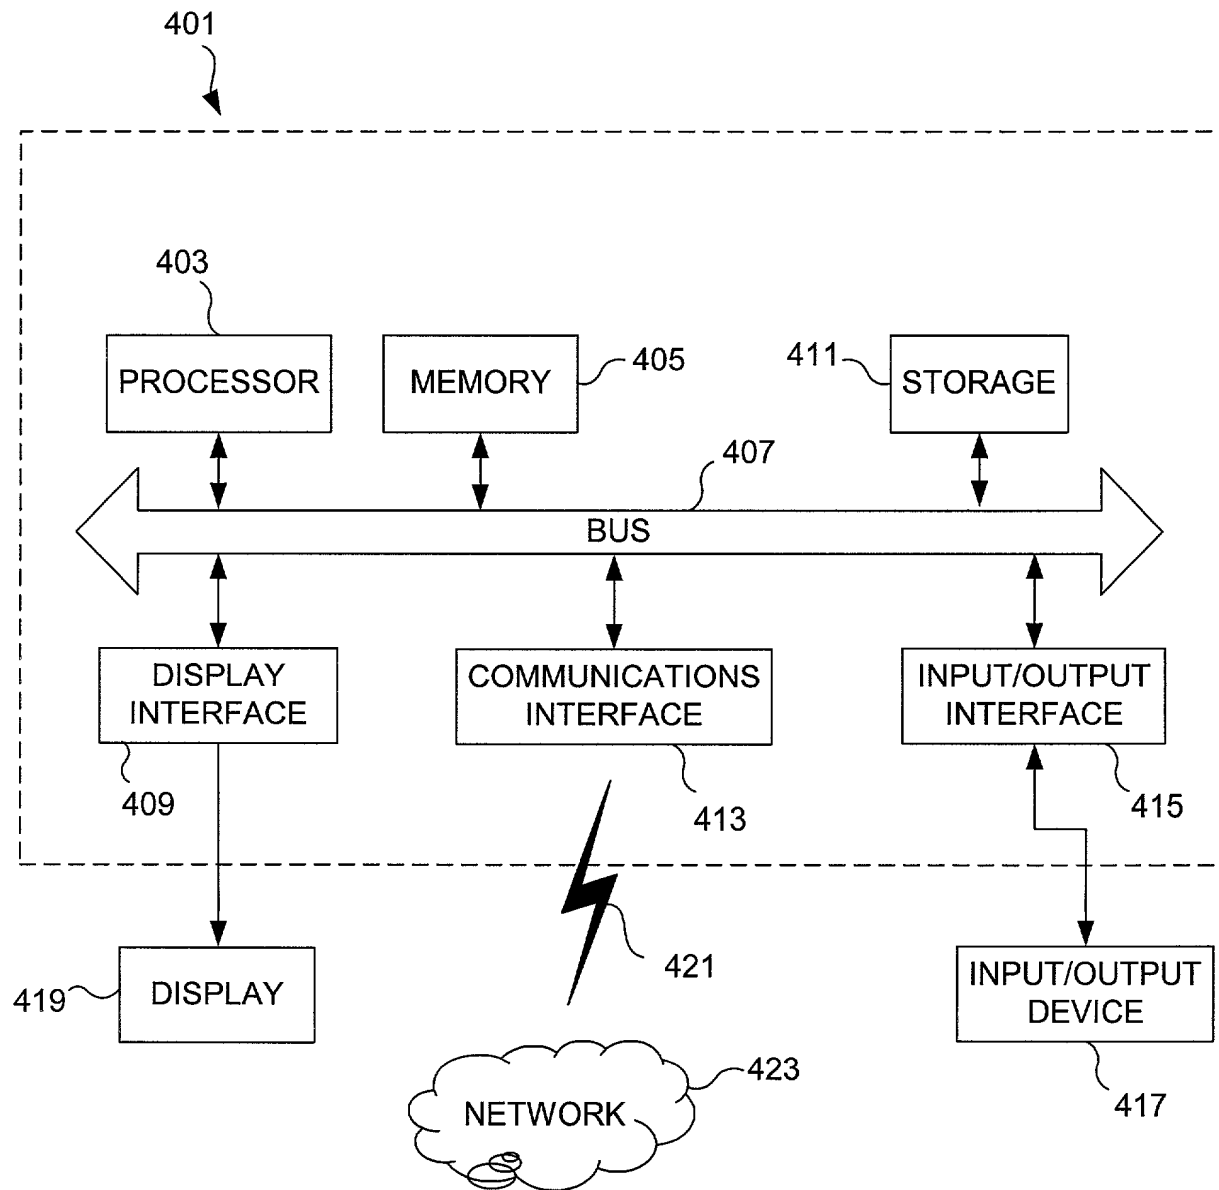 401
403
PROCESSOR
MEMORY
405
411
STORAGE
407
BUS
DISPLAY
INTERFACE
409
COMMUNICATIONS
INTERFACE
413
INPUT/OUTPUT
INTERFACE
415
419
DISPLAY
421
INPUT/OUTPUT
DEVICE
417
NETWORK
423